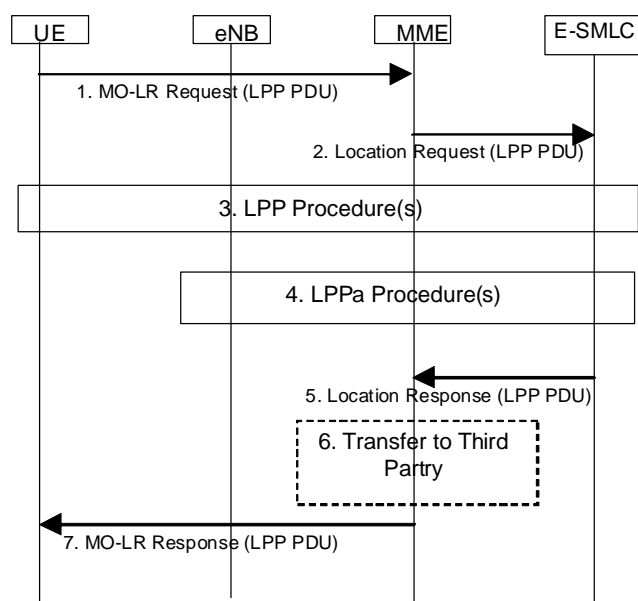 UE
eNB
MME
E-SMLC
1. MO-LR Request (LPP PDU)
2. Location Request (LPP PDU)
3. LPP Procedure(s)
4. LPPa Procedure(s)
5. Location Response (LPP PDU)
6. Transfer to Third
Partry
7. MO-LR Response (LPP PDU)